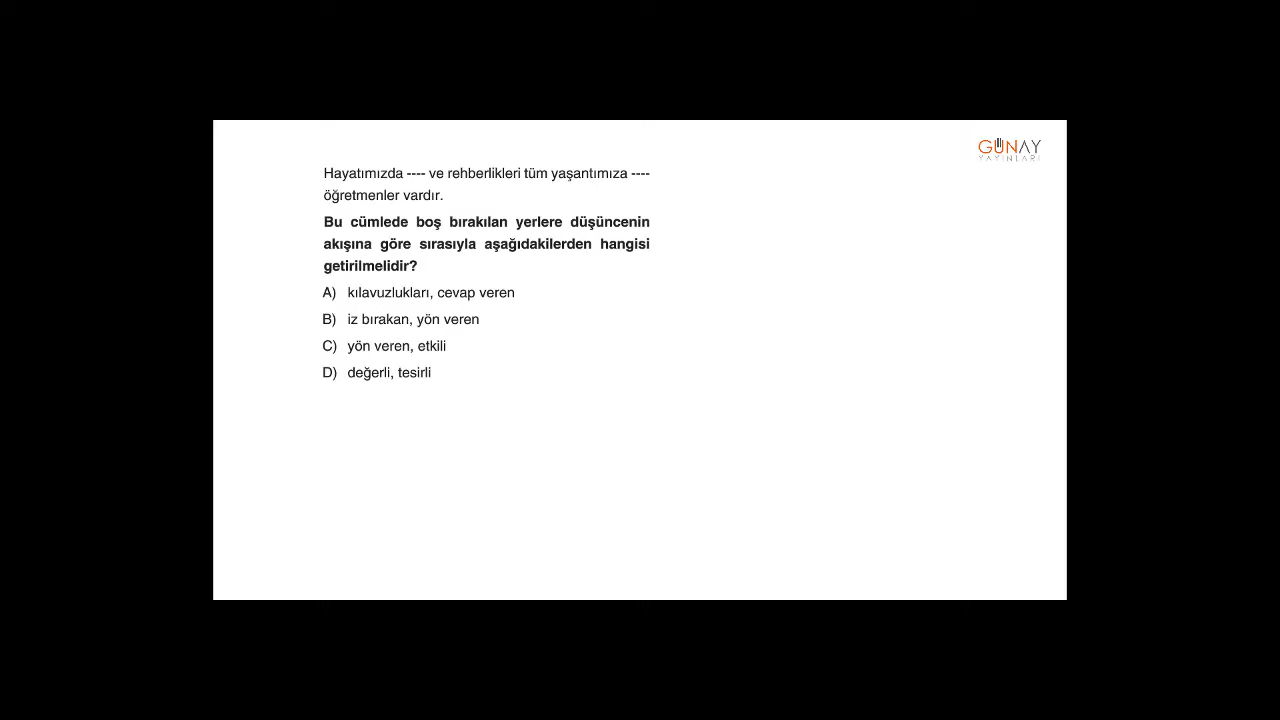 GÜNAY
YAYINLARI
Hayatımızda ---- ve rehberlikleri tüm yaşantımıza ----
öğretmenler vardır.
Bu cümlede boş bırakılan yerlere düşüncenin
akışına göre sırasıyla aşağıdakilerden hangisi
getirilmelidir?
A) kılavuzlukları, cevap veren
B) iz bırakan, yön veren
C) yön veren, etkili
D) değerli, tesirli